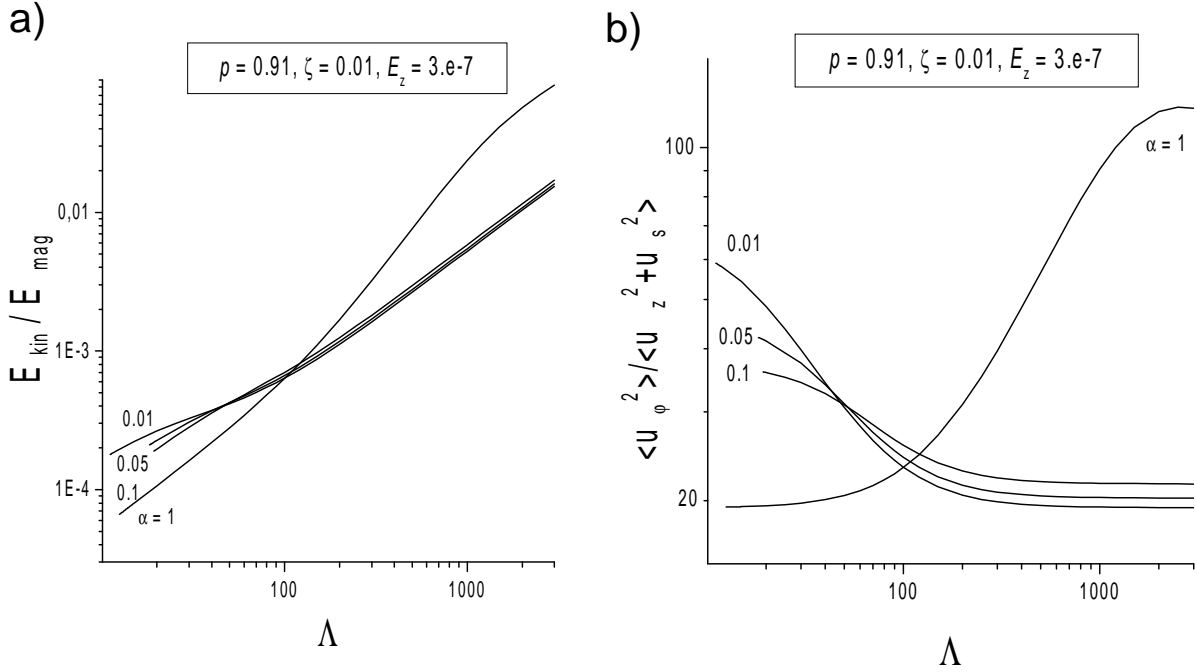 a)
p = 0.91, ζ = 0.01, E_z = 3.e-7
E_kin / E_mag
0,01
1E-3
1E-4
0.01
0.05
0.1
α = 1
100
1000
Λ
b)
p = 0.91, ζ = 0.01, E_z = 3.e-7
<u_φ^2>/<u_z^2+u_s^2>
100
20
α = 1
0.01
0.05
0.1
100
1000
Λ